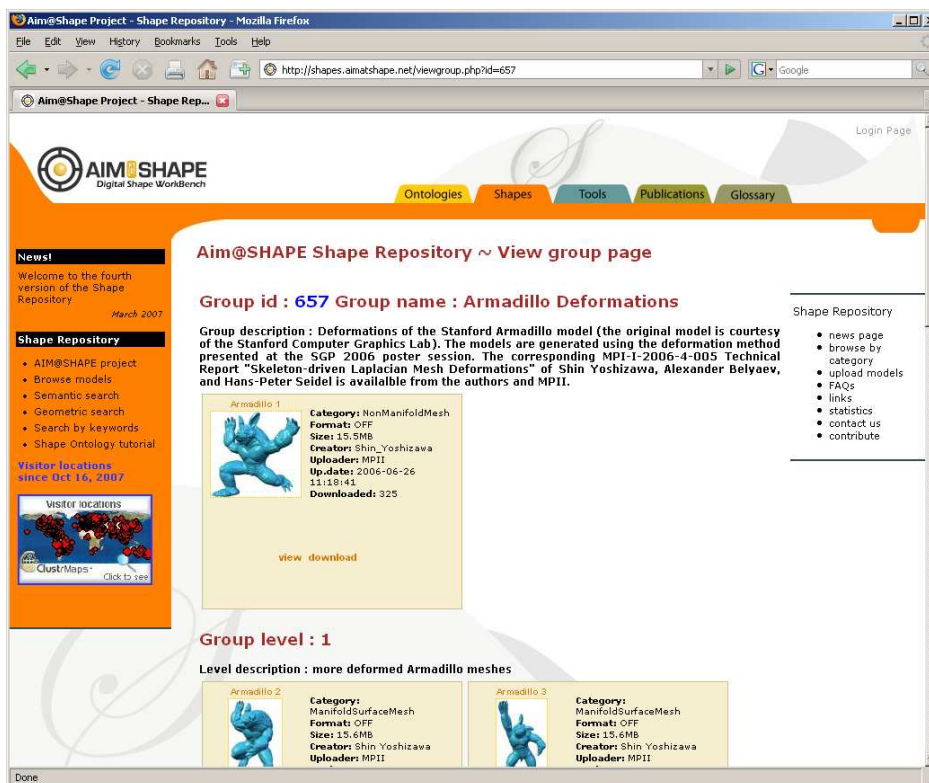 Aim@Shape Project - Shape Repository - Mozilla Firefox
File Edit View History Bookmarks Tools Help
http://shapes.aimatshape.net/viewgroup.php?id=657
G Google
Aim@Shape Project - Shape Rep...
Login Page
AIM SHAPE
Digital Shape WorkBench
Ontologies Shapes Tools Publications Glossary
News!
Welcome to the fourth
version of the Shape
Repository
March 2007
Shape Repository
AIM@SHAPE project
Browse models
Semantic search
Geometric search
Search by keywords
Shape Ontology tutorial
Visitor locations
since Oct 16, 2007
Visitor locations
ClustrMaps
Click to see
Aim@SHAPE Shape Repository ~ View group page
Group id : 657 Group name : Armadillo Deformations
Group description : Deformations of the Stanford Armadillo model (the original model is courtesy
of the Stanford Computer Graphics Lab). The models are generated using the deformation method
presented at the SGP 2006 poster session. The corresponding MPI-I-2006-4-005 Technical
Report "Skeleton-driven Laplacian Mesh Deformations" of Shin Yoshizawa, Alexander Belyaev,
and Hans-Peter Seidel is availalble from the authors and MPII.
Armadillo 1
Category: NonManifoldMesh
Format: OFF
Size: 15.5MB
Creator: Shin_Yoshizawa
Uploader: MPII
Up.date: 2006-06-26
11:18:41
Downloaded: 325
view download
Group level : 1
Level description : more deformed Armadillo meshes
Armadillo 2
Category:
ManifoldSurfaceMesh
Format: OFF
Size: 15.6MB
Creator: Shin Yoshizawa
Uploader: MPII
Armadillo 3
Category:
ManifoldSurfaceMesh
Format: OFF
Size: 15.6MB
Creator: Shin Yoshizawa
Uploader: MPII
Shape Repository
news page
browse by
category
upload models
FAQs
links
statistics
contact us
contribute
Done